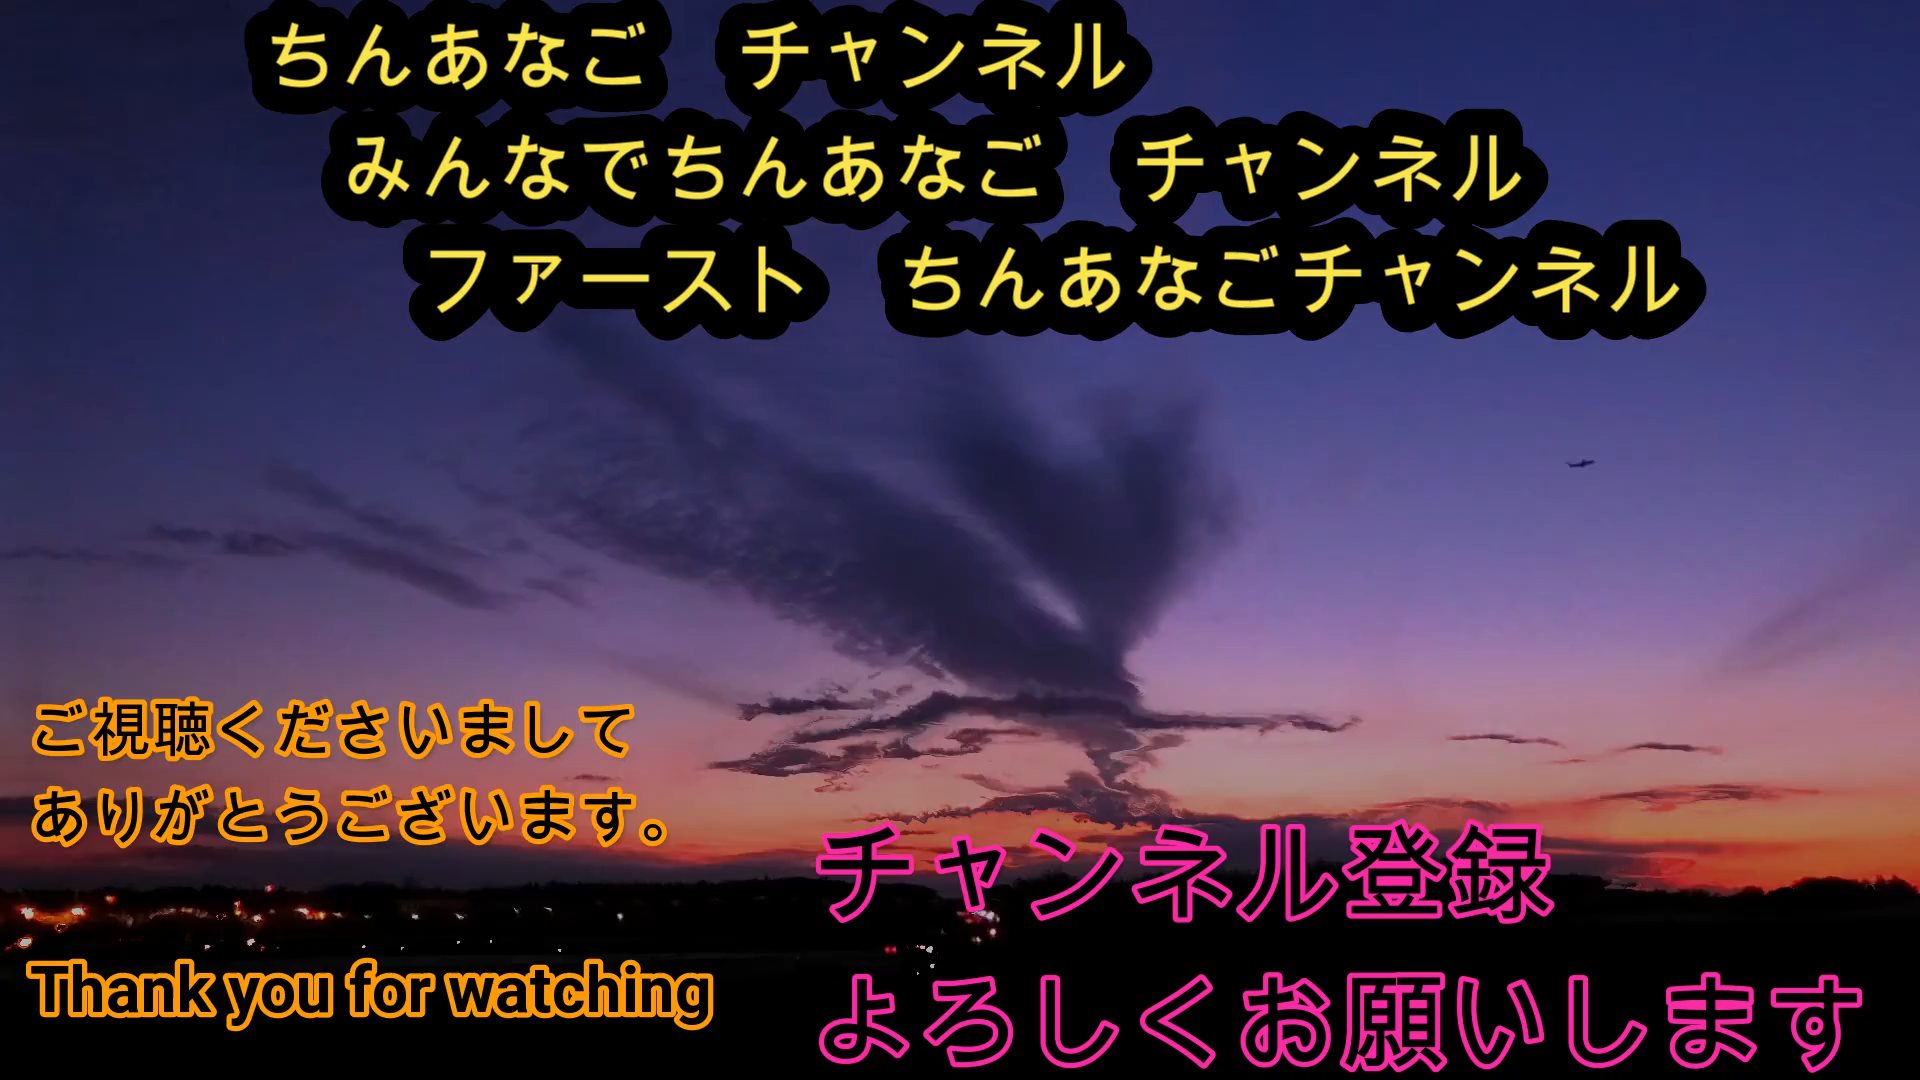 ちんあなご　チャンネル
みんなでちんあなご　チャンネル
ファースト　ちんあなごチャンネル
ご視聴くださいまして
ありがとうございます。
チャンネル登録
Thank you for watching
よろしくお願いします